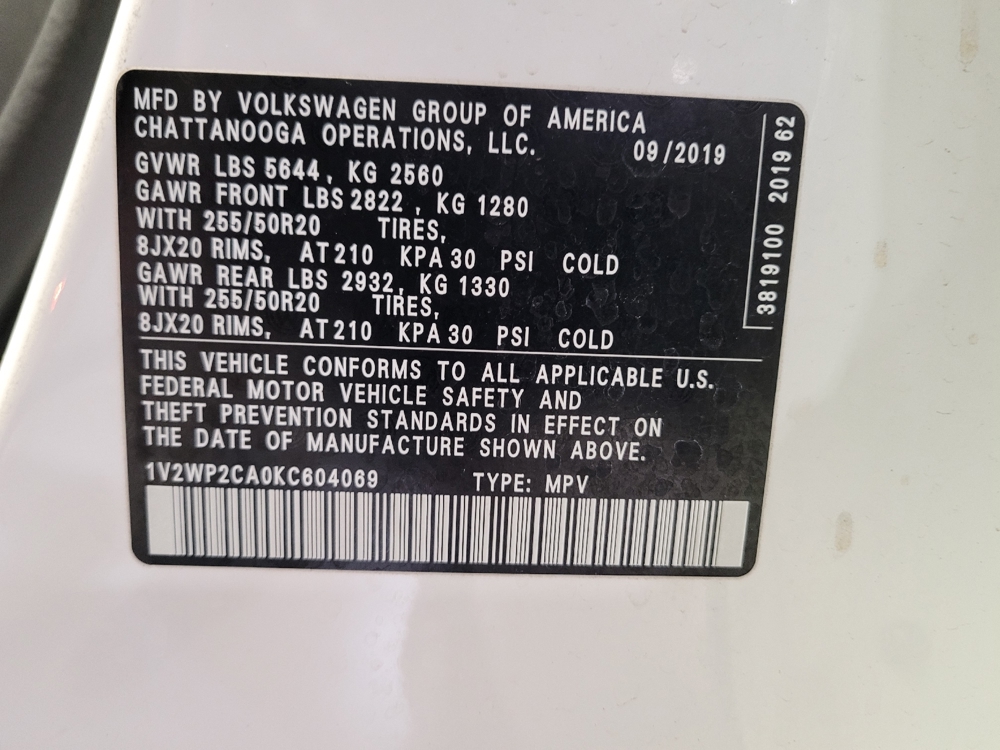 MFD BY VOLKSWAGEN GROUP OF AMERICA
CHATTANOOGA OPERATIONS, LLC. 09/2019
GVWR LBS 5644, KG 2560
GAWR FRONT LBS 2822 , KG 1280
WITH 255/50R20 TIRES,
8JX20 RIMS, AT 210 KPA 30 PSI COLD
GAWR REAR LBS 2932, KG 1330
WITH 255/50R20 TIRES,
8JX20 RIMS, AT 210 KPA 30 PSI COLD
3819100 2019 62
THIS VEHICLE CONFORMS TO ALL APPLICABLE U.S.
FEDERAL MOTOR VEHICLE SAFETY AND
THEFT PREVENTION STANDARDS IN EFFECT ON
THE DATE OF MANUFACTURE SHOWN ABOVE.
1V2WP2CA0KC604069 TYPE: MPV